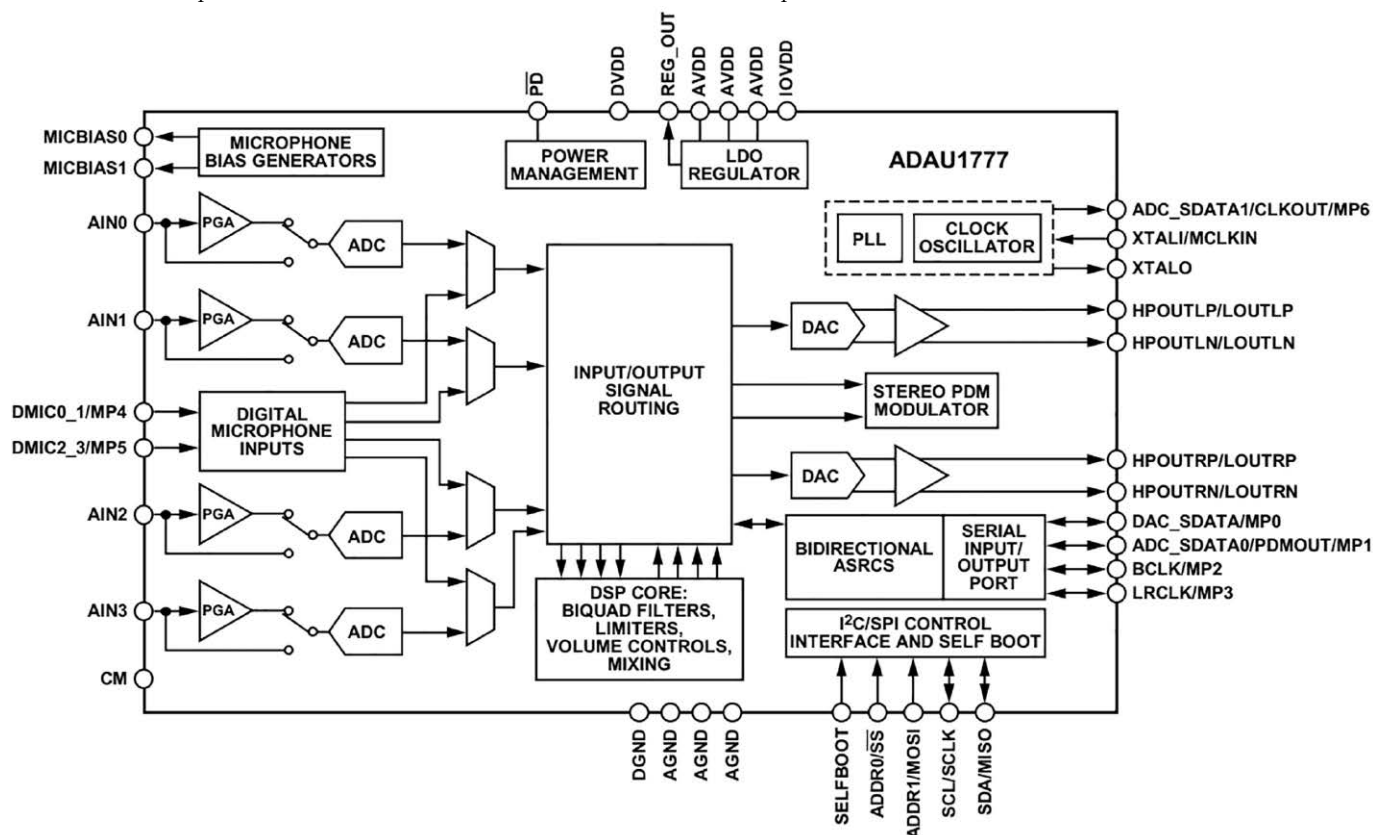 PD
DVDD
REG_OUT
AVDD
AVDD
AVDD
IOVDD
MICBIAS0
MICBIAS1
MICROPHONE
BIAS GENERATORS
POWER
MANAGEMENT
LDO
REGULATOR
ADAU1777
AIN0
PGA
ADC
PLL
CLOCK
OSCILLATOR
ADC_SDATA1/CLKOUT/MP6
XTALI/MCLKIN
XTALO
AIN1
PGA
ADC
DAC
HPOUTLP/LOUTLP
HPOUTLN/LOUTLN
INPUT/OUTPUT
SIGNAL
ROUTING
STEREO PDM
MODULATOR
DMIC0_1/MP4
DMIC2_3/MP5
DIGITAL
MICROPHONE
INPUTS
DAC
HPOUTRP/LOUTRP
HPOUTRN/LOUTRN
AIN2
PGA
ADC
BIDIRECTIONAL
ASRCS
SERIAL
INPUT/
OUTPUT
PORT
DAC_SDATA/MP0
ADC_SDATA0/PDMOUT/MP1
BCLK/MP2
LRCLK/MP3
AIN3
PGA
ADC
DSP CORE:
BIQUAD FILTERS,
LIMITERS,
VOLUME CONTROLS,
MIXING
I²C/SPI CONTROL
INTERFACE AND SELF BOOT
CM
DGND
AGND
AGND
AGND
SELFBOOT
ADDR0/SS
ADDR1/MOSI
SCL/SCLK
SDA/MISO